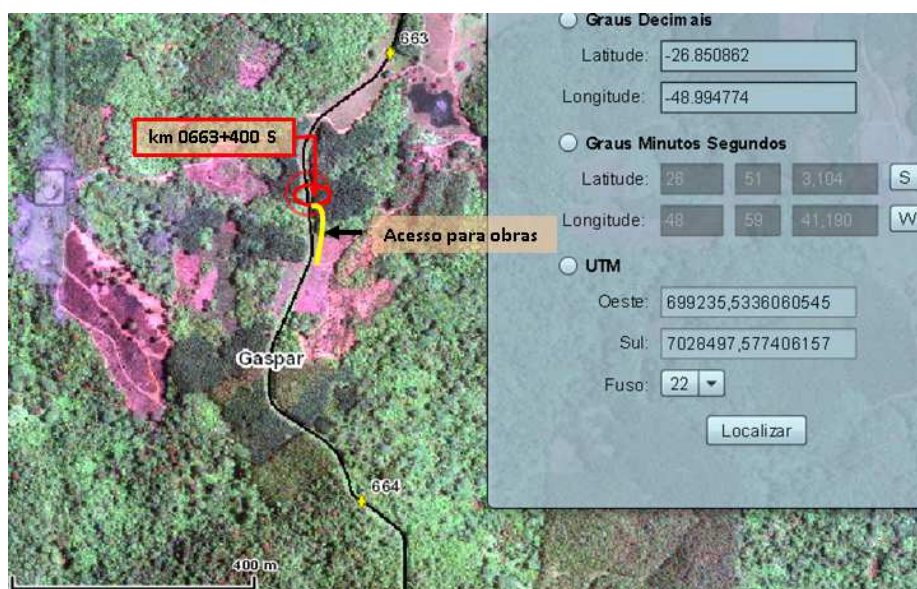 663
km 0663+400 S
Acesso para obras
Gaspar
664
400 m
Graus Decimais
Latitude: -26.850862
Longitude: -48.994774
Graus Minutos Segundos
Latitude: 26 51 3,104 S
Longitude: 48 59 41,180 W
UTM
Oeste: 699235,5336060545
Sul: 7028497,577406157
Fuso: 22
Localizar